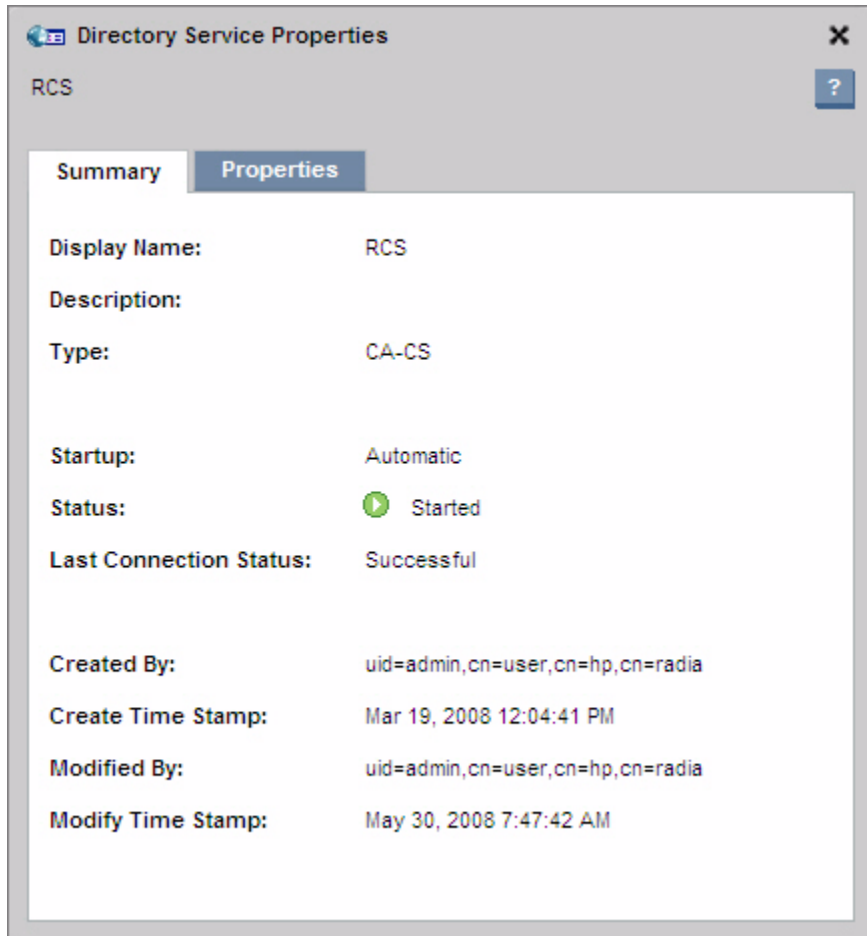 Directory Service Properties
RCS
?
Summary Properties
Display Name: RCS
Description:
Type: CA-CS
Startup: Automatic
Status: Started
Last Connection Status: Successful
Created By: uid=admin,cn=user,cn=hp,cn=radia
Create Time Stamp: Mar 19, 2008 12:04:41 PM
Modified By: uid=admin,cn=user,cn=hp,cn=radia
Modify Time Stamp: May 30, 2008 7:47:42 AM